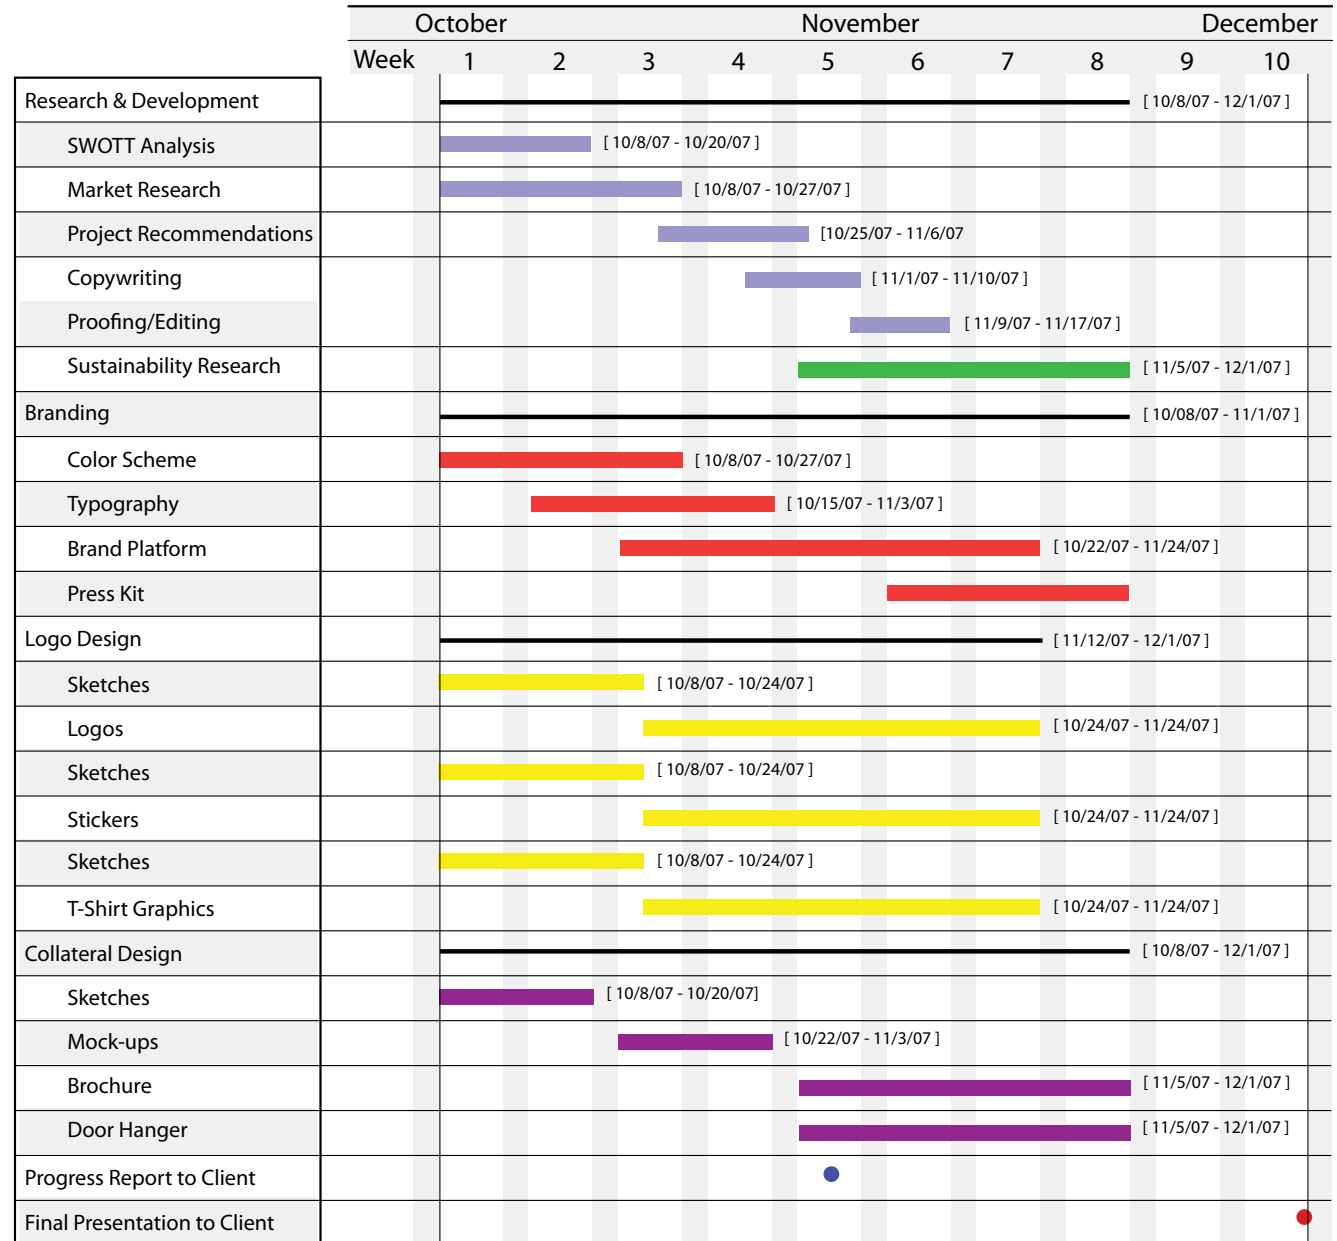 October November December
Week 1 2 3 4 5 6 7 8 9 10
Research & Development [ 10/8/07 - 12/1/07 ]
SWOTT Analysis [ 10/8/07 - 10/20/07 ]
Market Research [ 10/8/07 - 10/27/07 ]
Project Recommendations [10/25/07 - 11/6/07
Copywriting [ 11/1/07 - 11/10/07 ]
Proofing/Editing [ 11/9/07 - 11/17/07 ]
Sustainability Research [ 11/5/07 - 12/1/07 ]
Branding [ 10/08/07 - 11/1/07 ]
Color Scheme [ 10/8/07 - 10/27/07 ]
Typography [ 10/15/07 - 11/3/07 ]
Brand Platform [ 10/22/07 - 11/24/07 ]
Press Kit
Logo Design [ 11/12/07 - 12/1/07 ]
Sketches [ 10/8/07 - 10/24/07 ]
Logos [ 10/24/07 - 11/24/07 ]
Sketches [ 10/8/07 - 10/24/07 ]
Stickers [ 10/24/07 - 11/24/07 ]
Sketches [ 10/8/07 - 10/24/07 ]
T-Shirt Graphics [ 10/24/07 - 11/24/07 ]
Collateral Design [ 10/8/07 - 12/1/07 ]
Sketches [ 10/8/07 - 10/20/07]
Mock-ups [ 10/22/07 - 11/3/07 ]
Brochure [ 11/5/07 - 12/1/07 ]
Door Hanger [ 11/5/07 - 12/1/07 ]
Progress Report to Client
Final Presentation to Client